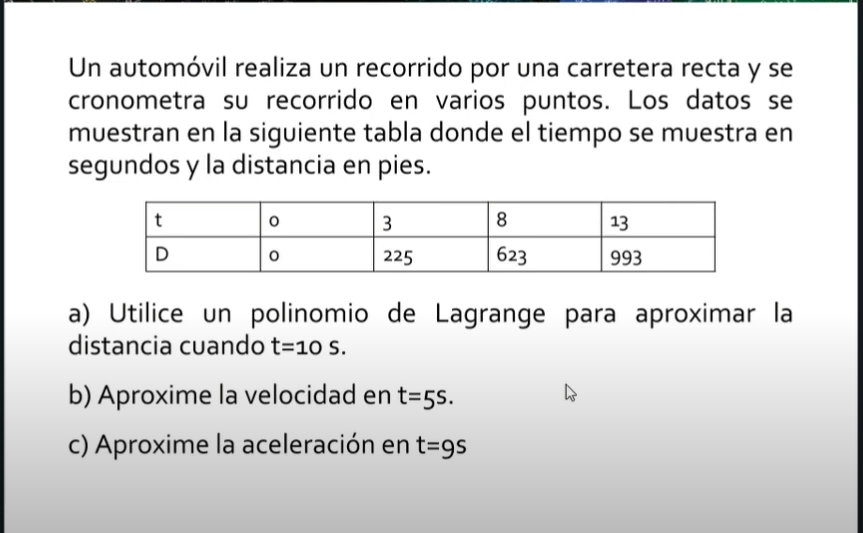 Un automóvil realiza un recorrido por una carretera recta y se
cronometra su recorrido en varios puntos. Los datos se
muestran en la siguiente tabla donde el tiempo se muestra en
segundos y la distancia en pies.
t 0 3 8 13
D 0 225 623 993
a) Utilice un polinomio de Lagrange para aproximar la
distancia cuando t=10 s.
b) Aproxime la velocidad en t=5s.
c) Aproxime la aceleración en t=9s